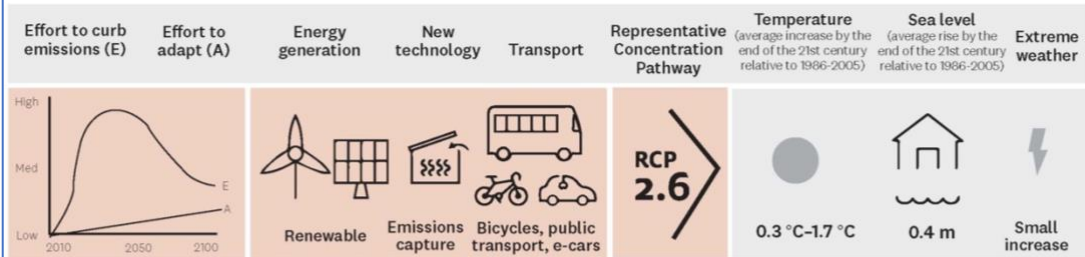 Effort to curb
emissions (E)
Effort to
adapt (A)
Energy
generation
New
technology
Transport
Representative
Concentration
Pathway
Temperature
(average increase by the
end of the 21st century
relative to 1986-2005)
Sea level
(average rise by the
end of the 21st century
relative to 1986-2005)
Extreme
weather
High
Med
Low
2010
2050
2100
E
A
Renewable
Emissions
capture
Bicycles, public
transport, e-cars
RCP
2.6
0.3 °C–1.7 °C
0.4 m
Small
increase